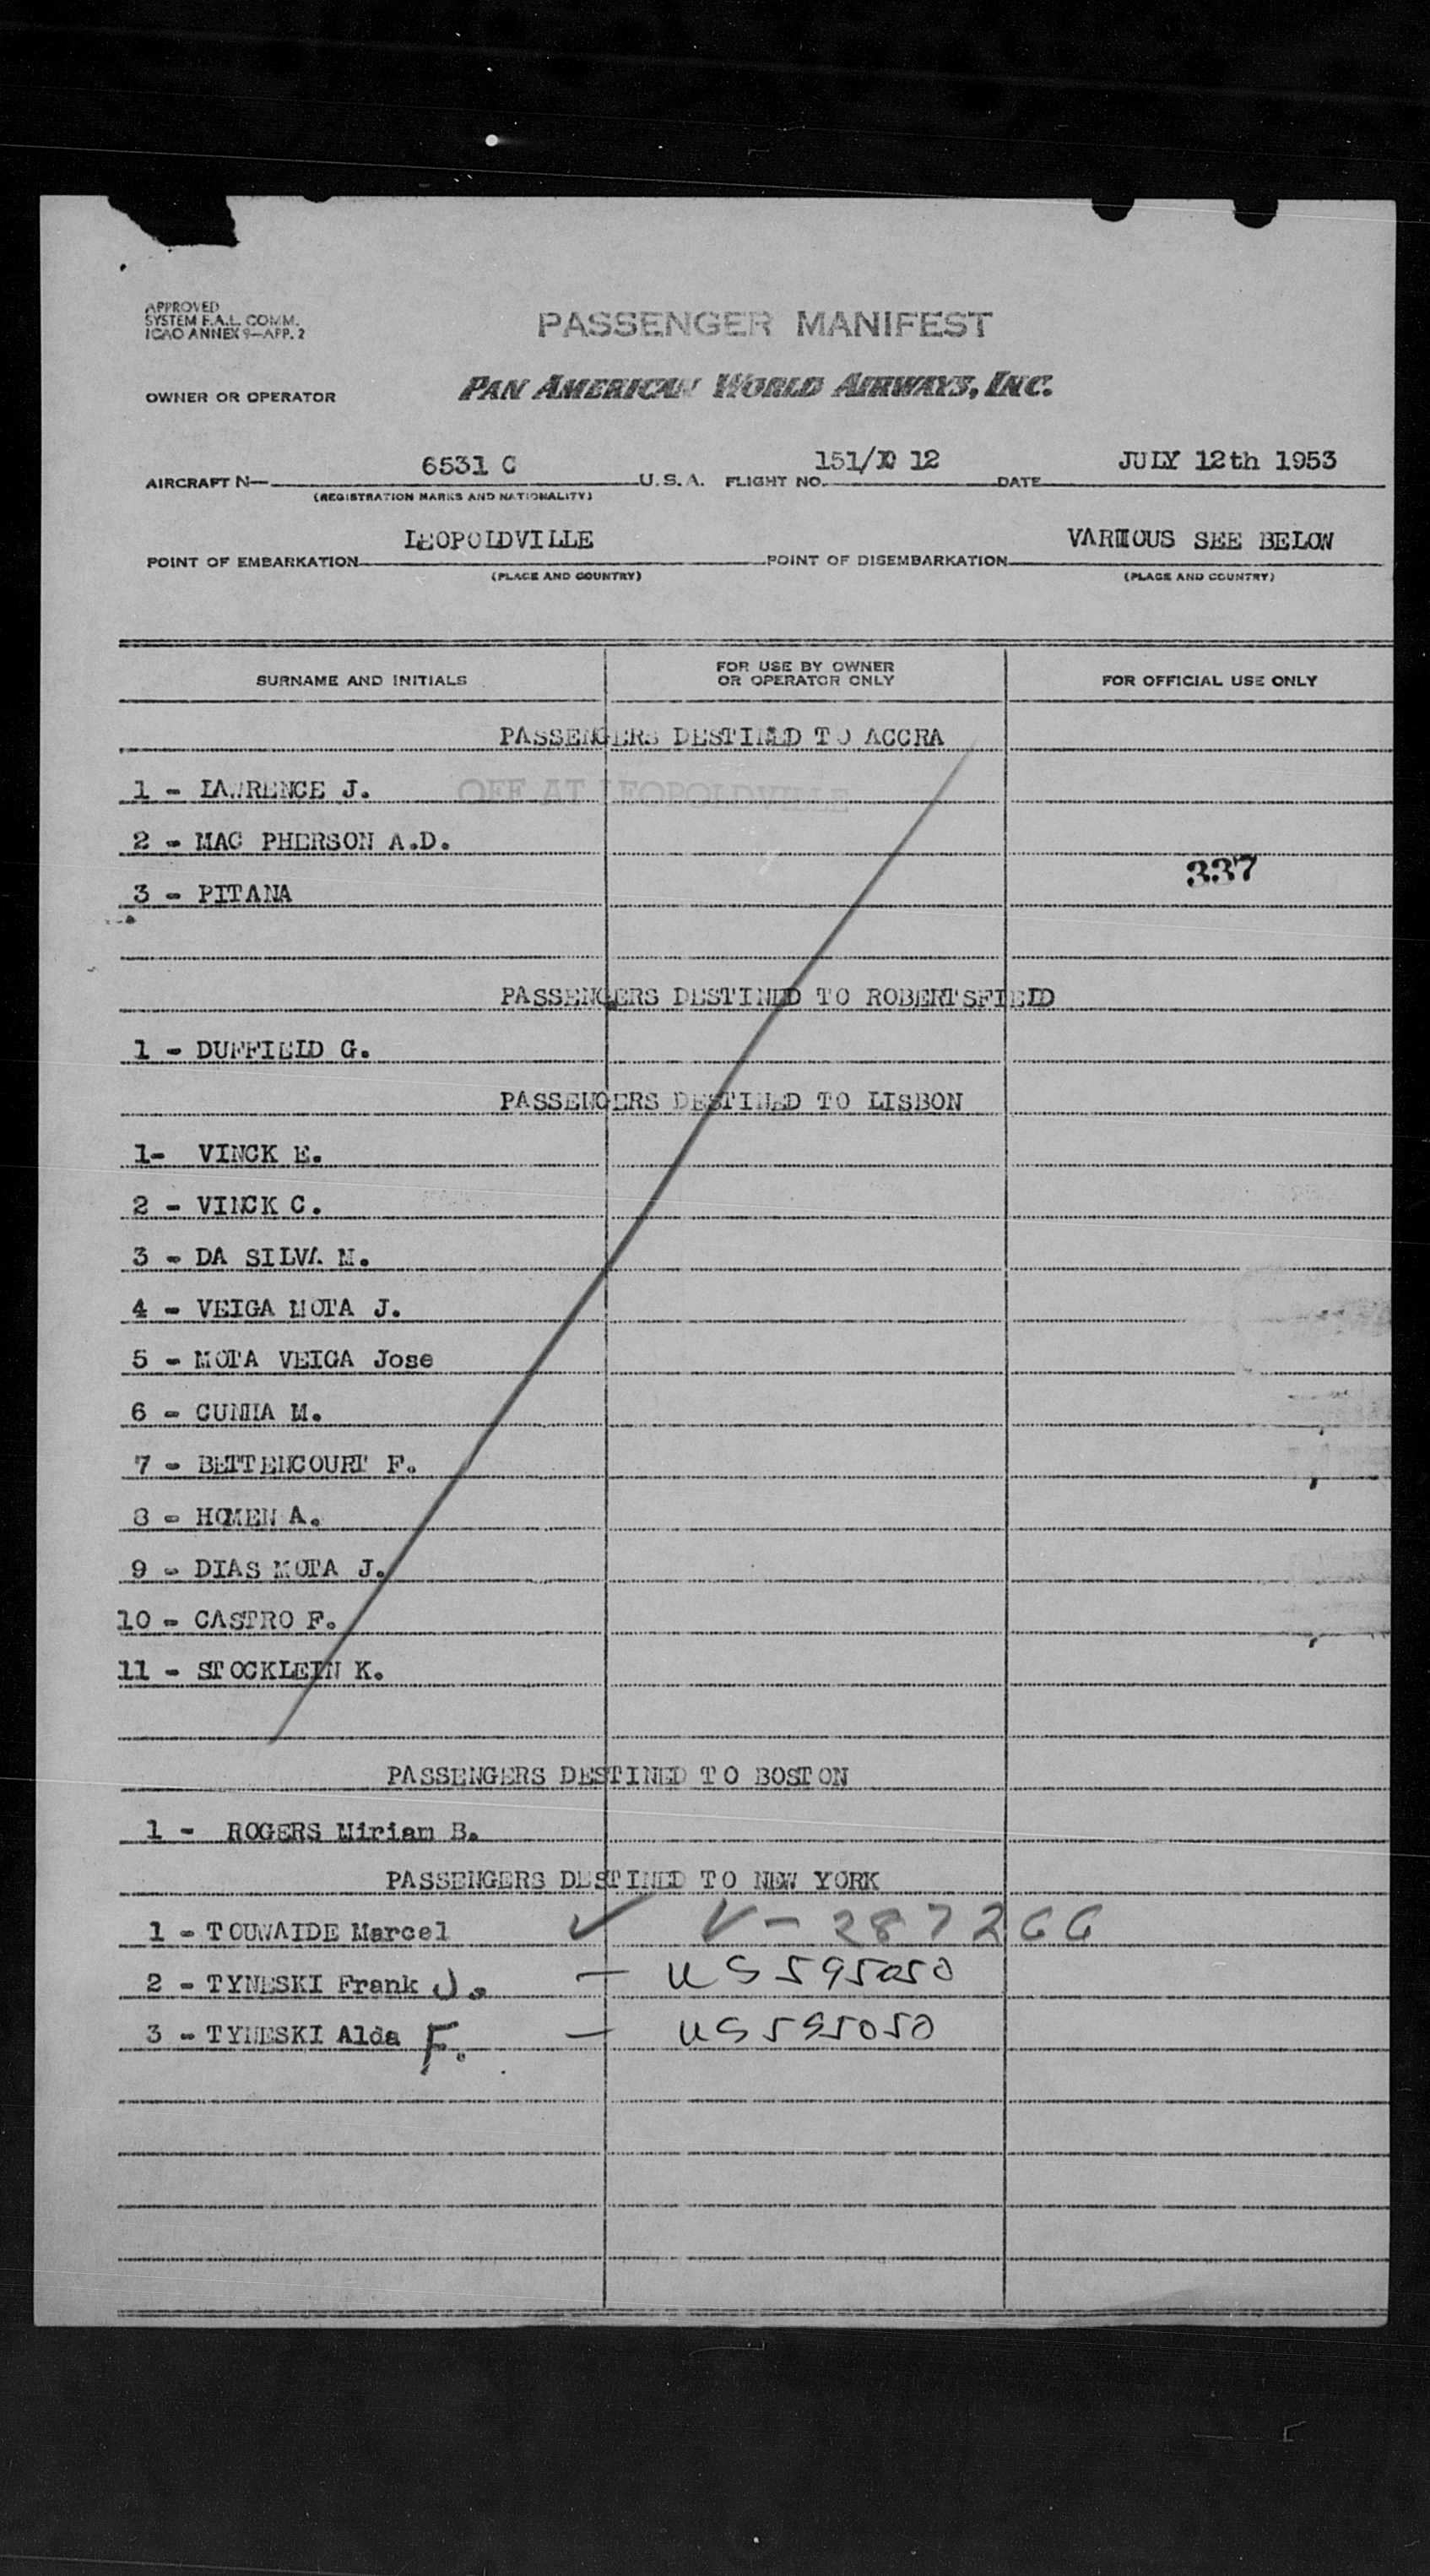 APPROVED
SYSTEM F.A.L. COMM.
ICAO ANNEX 9—APP. 2
PASSENGER MANIFEST
OWNER OR OPERATOR PAN AMERICAN WORLD AIRWAYS, INC.
AIRCRAFT N— 6531 C U.S.A. FLIGHT NO. 151/ 12 DATE JULY 12th 1953
(REGISTRATION MARKS AND NATIONALITY)
POINT OF EMBARKATION LEOPOLDVILLE POINT OF DISEMBARKATION VARIOUS SEE BELOW
(PLACE AND COUNTRY) (PLACE AND COUNTRY)
SURNAME AND INITIALS FOR USE BY OWNER OR OPERATOR ONLY FOR OFFICIAL USE ONLY
PASSENGERS DESTINED TO ACCRA
1 - LAWRENCE J. OFF AT LEOPOLDVILLE
2 - MAC PHERSON A.D.
337
3 - PITANA
PASSENGERS DESTINED TO ROBERTSFIELD
1 - DUFFIELD G.
PASSENGERS DESTINED TO LISBON
1- VINCK E.
2 - VINCK C.
3 - DA SILVA M.
4 - VEIGA MOTA J.
5 - MOTA VEIGA Jose
6 - CUNHA M.
7 - BETTENCOURT F.
8 - HOMEN A.
9 - DIAS MOTA J.
10 - CASTRO F.
11 - STOCKLEIN K.
PASSENGERS DESTINED TO BOSTON
1 - ROGERS Miriam B.
PASSENGERS DESTINED TO NEW YORK
1 - TOUWAIDE Marcel ✓ V-287266
2 - TYNESKI Frank J. — US 595050
3 - TYNESKI Alda F. — US 595050